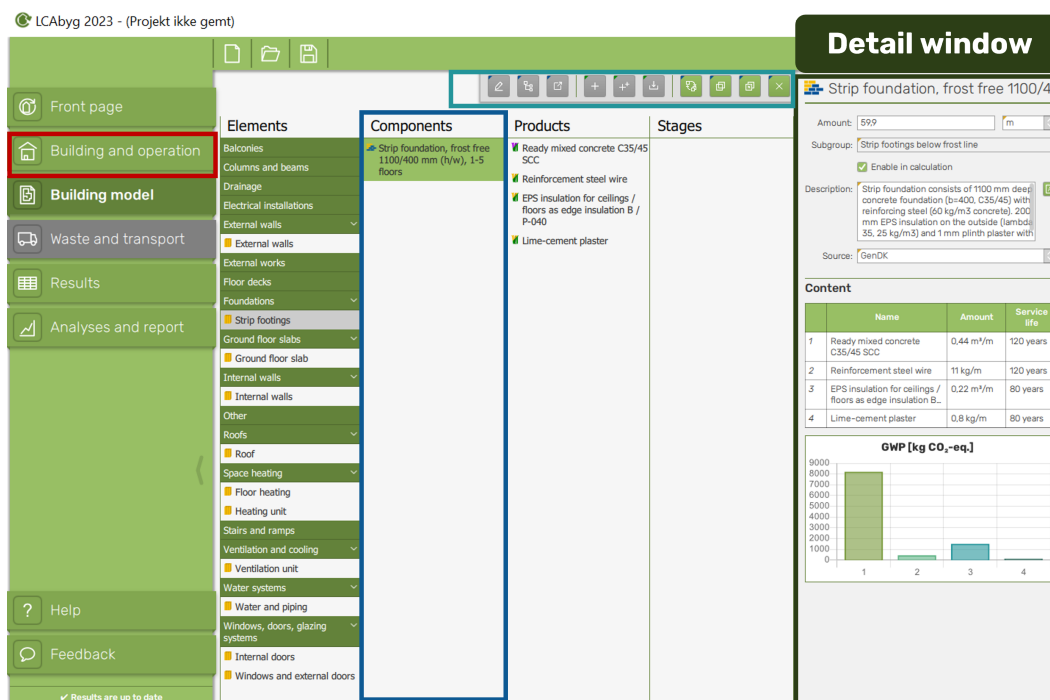 LCAbyg 2023 - (Projekt ikke gemt)
Detail window
Front page
Building and operation
Building model
Waste and transport
Results
Analyses and report
Help
Feedback
✔ Results are up to date
Elements
Balconies
Columns and beams
Drainage
Electrical installations
External walls
External walls
External works
Floor decks
Foundations
Strip footings
Ground floor slabs
Ground floor slab
Internal walls
Internal walls
Other
Roofs
Roof
Space heating
Floor heating
Heating unit
Stairs and ramps
Ventilation and cooling
Ventilation unit
Water systems
Water and piping
Windows, doors, glazing
systems
Internal doors
Windows and external doors
Components
Strip foundation, frost free
1100/400 mm (h/w), 1-5
floors
Products
Ready mixed concrete C35/45
SCC
Reinforcement steel wire
EPS insulation for ceilings /
floors as edge insulation B /
P-040
Lime-cement plaster
Stages
Strip foundation, frost free 1100/4
Amount: 59,9 m
Subgroup: Strip footings below frost line
Enable in calculation
Description: Strip foundation consists of 1100 mm deep
concrete foundation (b=400, C35/45) with
reinforcing steel (60 kg/m3 concrete). 200
mm EPS insulation on the outside (lambda
35, 25 kg/m3) and 1 mm plinth plaster with
Source: GenDK
Content
Name Amount Service
life
1 Ready mixed concrete 0,44 m³/m 120 years
C35/45 SCC
2 Reinforcement steel wire 11 kg/m 120 years
3 EPS insulation for ceilings / 0,22 m³/m 80 years
floors as edge insulation B...
4 Lime-cement plaster 0,8 kg/m 80 years
GWP [kg CO₂-eq.]
9000
8000
7000
6000
5000
4000
3000
2000
1000
0
1 2 3 4